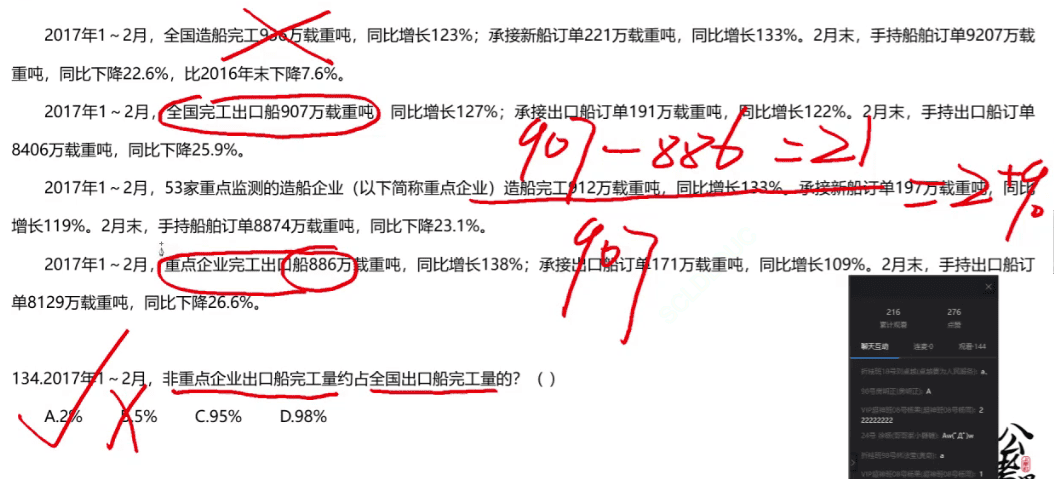 2017年1～2月，全国造船完工936万载重吨，同比增长123%；承接新船订单221万载重吨，同比增长133%。2月末，手持船舶订单9207万载
重吨，同比下降22.6%，比2016年末下降7.6%。
2017年1～2月，全国完工出口船907万载重吨，同比增长127%；承接出口船订单191万载重吨，同比增长122%。2月末，手持出口船订单
8406万载重吨，同比下降25.9%。
907-886=21
2017年1～2月，53家重点监测的造船企业（以下简称重点企业）造船完工912万载重吨，同比增长133%。承接新船订单197万载重吨，同比
=2+%
增长119%。2月末，手持船舶订单8874万载重吨，同比下降23.1%。
907
2017年1～2月，重点企业完工出口船886万载重吨，同比增长138%；承接出口船订单171万载重吨，同比增长109%。2月末，手持出口船订
单8129万载重吨，同比下降26.6%。
134.2017年1～2月，非重点企业出口船完工量约占全国出口船完工量的？（ ）
A.2% B.5% C.95% D.98%
216 276
累计观看 点赞
聊天互动 连麦·0 观看·144
a。
A
2
22222222
Aw("Д")w
a
1